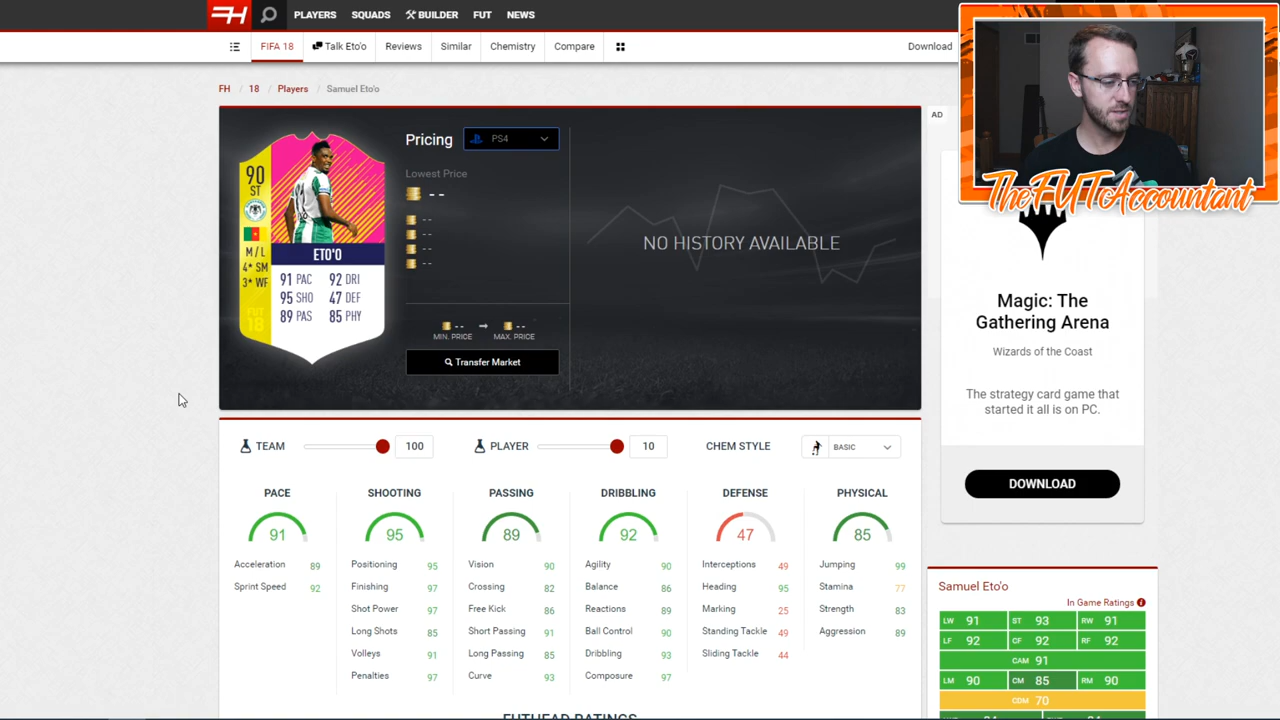 FH PLAYERS SQUADS BUILDER FUT NEWS
FIFA 18 Talk Eto'o Reviews Similar Chemistry Compare Download
FH / 18 / Players / Samuel Eto'o
AD
TheFUTAccountant
90
ST
M/L
4* SM
3* WF
FUT
18
ETO'O
91 PAC 92 DRI
95 SHO 47 DEF
89 PAS 85 PHY
Pricing PS4
Lowest Price
--
--
--
--
--
-- --
MIN. PRICE MAX. PRICE
Transfer Market
NO HISTORY AVAILABLE
Magic: The
Gathering Arena
Wizards of the Coast
The strategy card game that
started it all is on PC.
DOWNLOAD
TEAM 100 PLAYER 10 CHEM STYLE BASIC
PACE SHOOTING PASSING DRIBBLING DEFENSE PHYSICAL
91 95 89 92 47 85
Acceleration 89 Positioning 95 Vision 90 Agility 90 Interceptions 49 Jumping 99
Sprint Speed 92 Finishing 97 Crossing 82 Balance 86 Heading 95 Stamina 77
Shot Power 97 Free Kick 86 Reactions 89 Marking 25 Strength 83
Long Shots 85 Short Passing 91 Ball Control 90 Standing Tackle 49 Aggression 89
Volleys 91 Long Passing 85 Dribbling 93 Sliding Tackle 44
Penalties 97 Curve 93 Composure 97
FUTHEAD RATINGS
Samuel Eto'o
In Game Ratings
LW 91 ST 93 RW 91
LF 92 CF 92 RF 92
CAM 91
LM 90 CM 85 RM 90
CDM 70